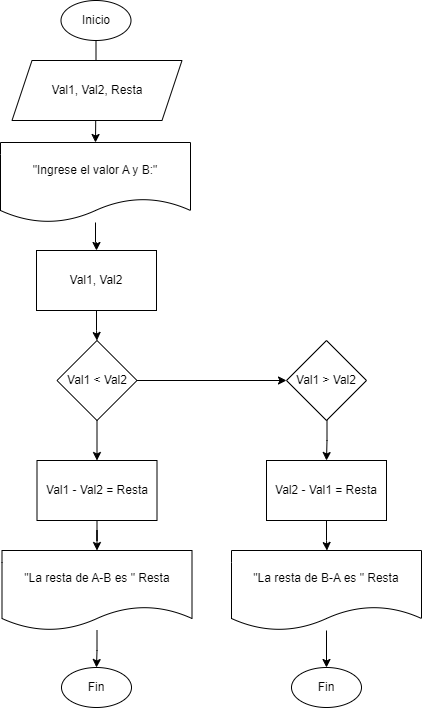 Inicio
Val1, Val2, Resta
"Ingrese el valor A y B:"
Val1, Val2
Val1 < Val2
Val1 > Val2
Val1 - Val2 = Resta
Val2 - Val1 = Resta
"La resta de A-B es " Resta
"La resta de B-A es " Resta
Fin
Fin